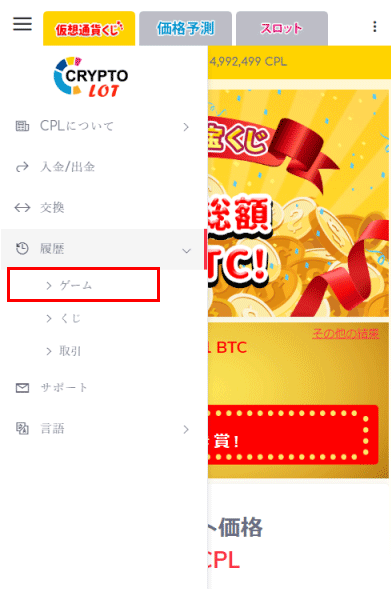 仮想通貨くじ
価格予測
スロット
4,992,499 CPL
CRYPTO
LOT
CPLについて
入金/出金
交換
履歴
ゲーム
くじ
取引
サポート
言語
宝くじ
総額
TC!
その他の結果
1 BTC
賞!
ト価格
CPL